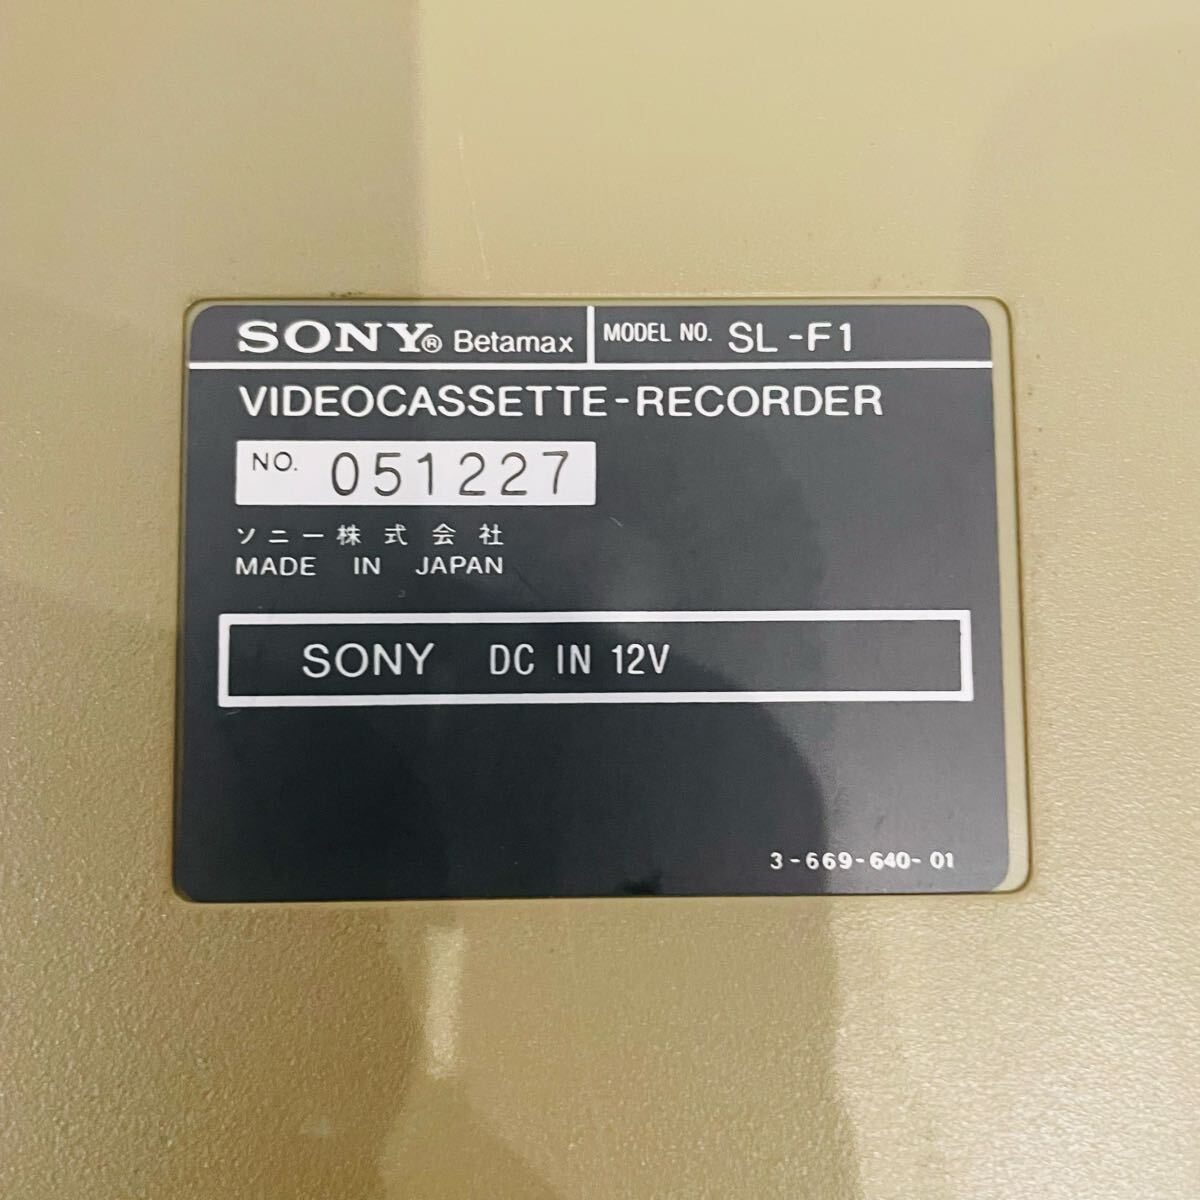 SONY® Betamax MODEL NO. SL-F1
VIDEOCASSETTE-RECORDER
NO. 051227
ソニー株式会社
MADE IN JAPAN
SONY DC IN 12V
3-669-640-01